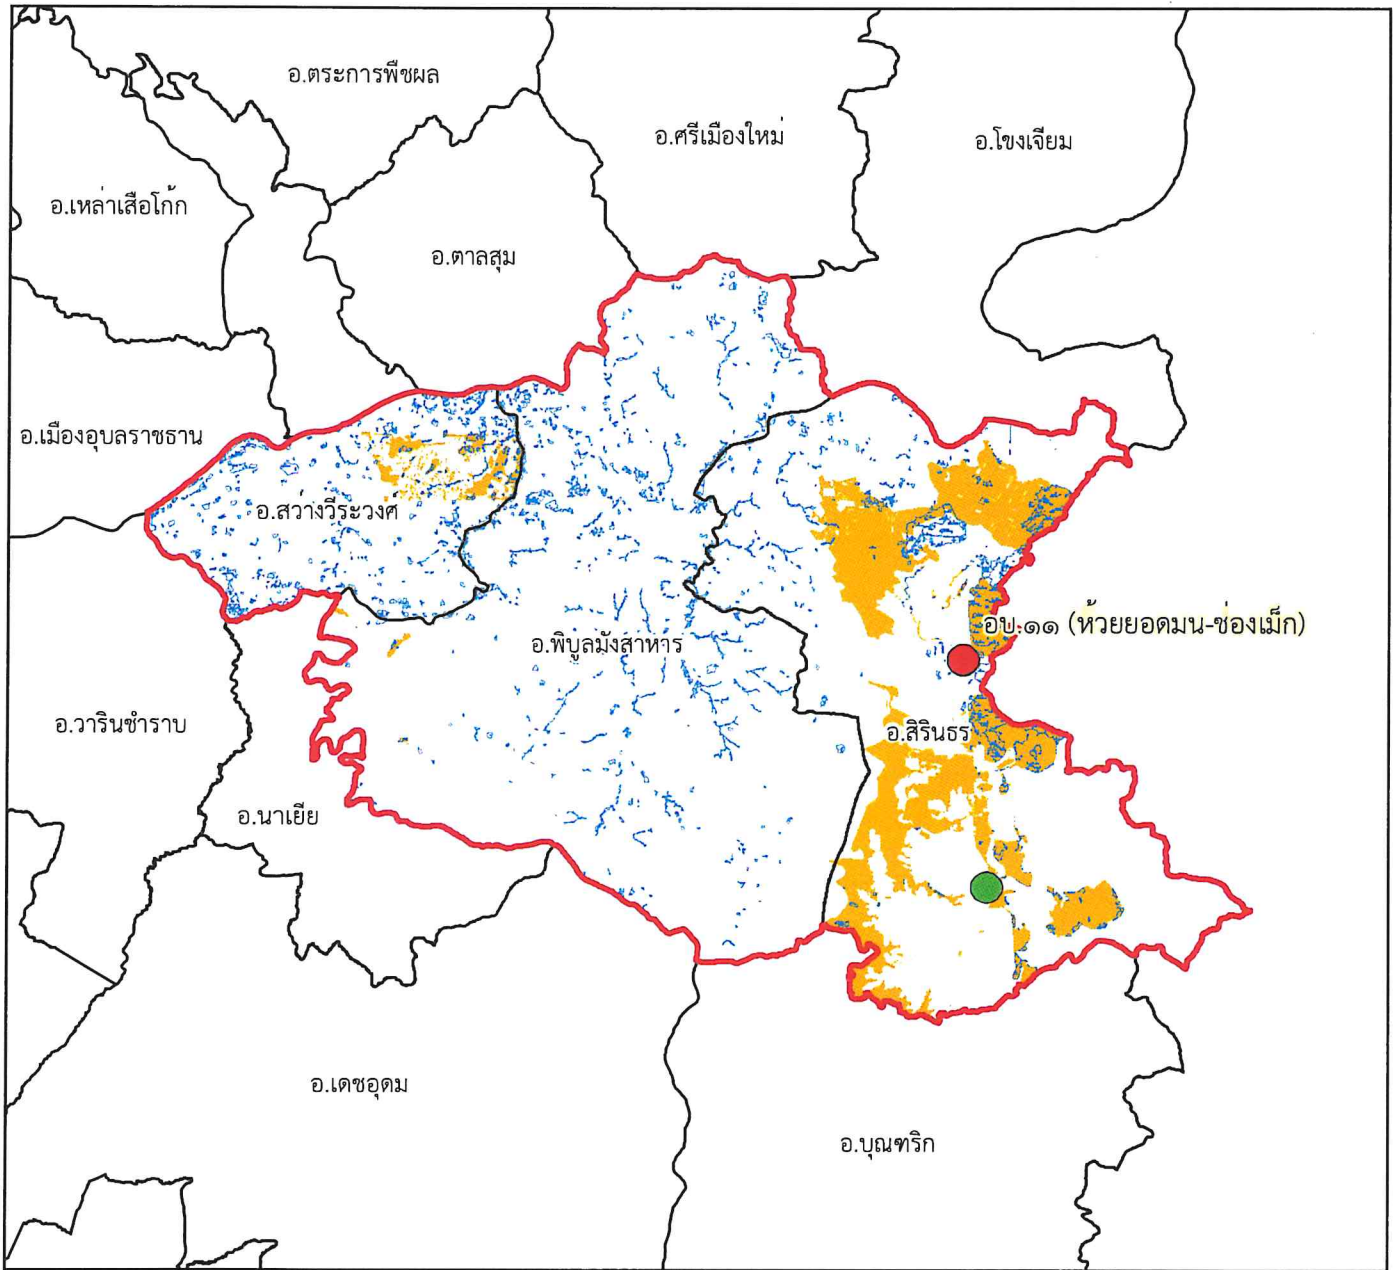 อ.ตระการพืชผล
อ.ศรีเมืองใหม่
อ.โขงเจียม
อ.เหล่าเสือโก้ก
อ.ตาลสุม
อ.เมืองอุบลราชธาน
อ.สว่างวีระวงศ์
อบ.๑๑ (ห้วยยอดมน-ช่องเม็ก)
อ.พิบูลมังสาหาร
อ.วารินชำราบ
อ.สิรินธร
อ.นาเยีย
อ.เดชอุดม
อ.บุณฑริก